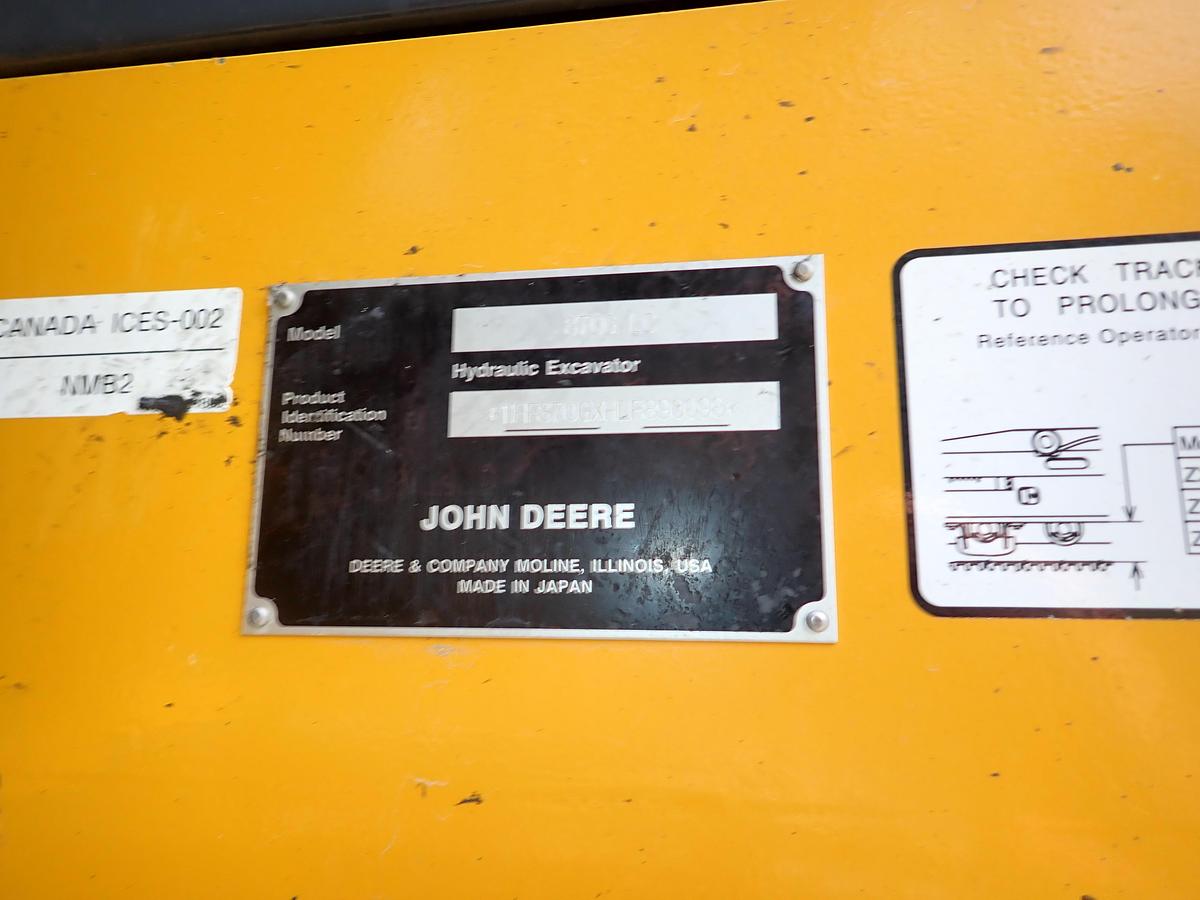 CANADA ICES-002
NMB2
Model
Hydraulic Excavator
Product
Identification
Number
JOHN DEERE
DEERE & COMPANY MOLINE, ILLINOIS, USA
MADE IN JAPAN
CHECK TRAC
TO PROLONG
Reference Operator
M
Z
Z
Z